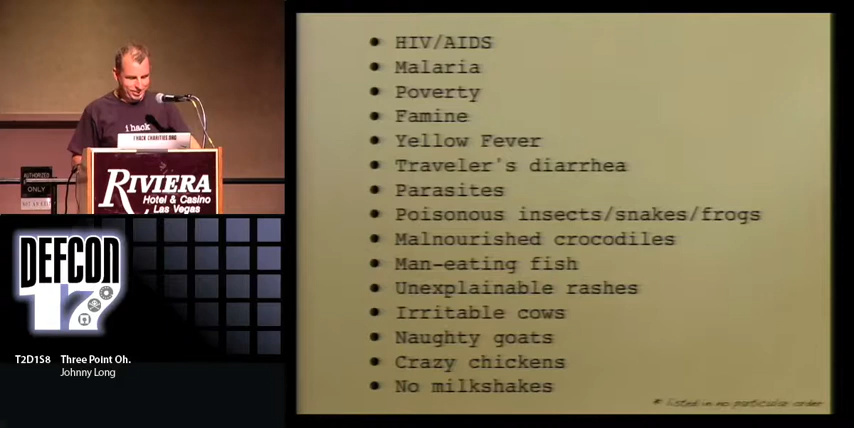 i hack
I HACK CHARITIES.ORG
AUTHORIZED
ONLY
RIVIERA
Hotel & Casino
Las Vegas
DEFCON
17
T2D1S8 Three Point Oh.
Johnny Long
• HIV/AIDS
• Malaria
• Poverty
• Famine
• Yellow Fever
• Traveler's diarrhea
• Parasites
• Poisonous insects/snakes/frogs
• Malnourished crocodiles
• Man-eating fish
• Unexplainable rashes
• Irritable cows
• Naughty goats
• Crazy chickens
• No milkshakes
* listed in no particular order